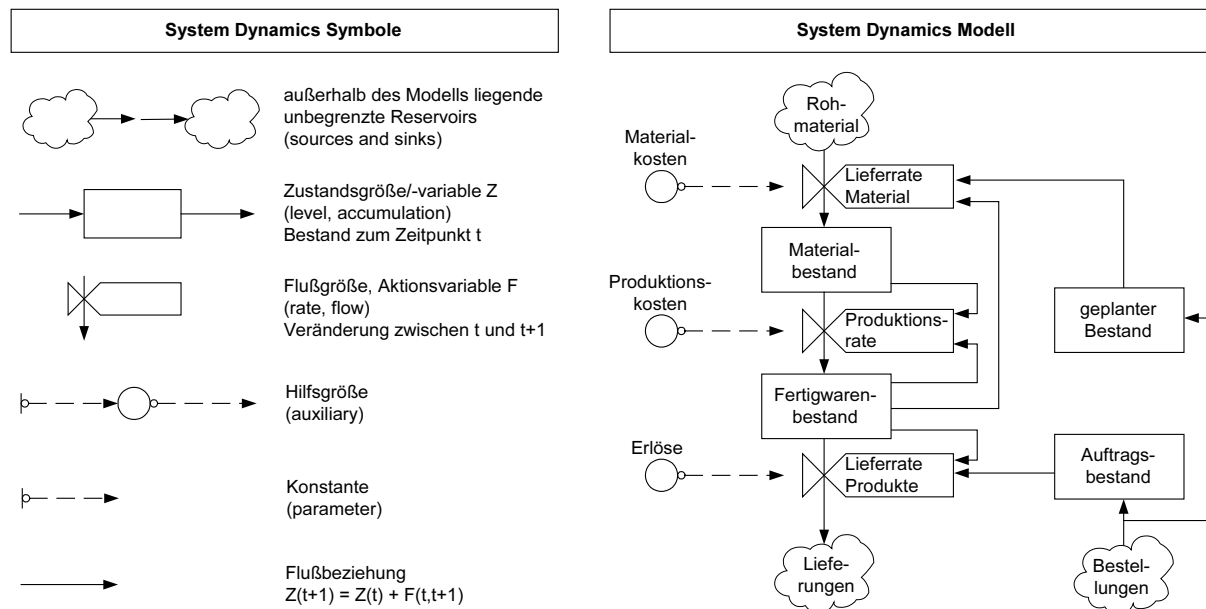 System Dynamics Symbole
außerhalb des Modells liegende
unbegrenzte Reservoirs
(sources and sinks)
Zustandsgröße/-variable Z
(level, accumulation)
Bestand zum Zeitpunkt t
Flußgröße, Aktionsvariable F
(rate, flow)
Veränderung zwischen t und t+1
Hilfsgröße
(auxiliary)
Konstante
(parameter)
Flußbeziehung
Z(t+1) = Z(t) + F(t,t+1)
System Dynamics Modell
Roh-
material
Material-
kosten
Lieferrate
Material
Material-
bestand
Produktions-
kosten
Produktions-
rate
geplanter
Bestand
Fertigwaren-
bestand
Erlöse
Lieferrate
Produkte
Auftrags-
bestand
Liefe-
rungen
Bestel-
lungen